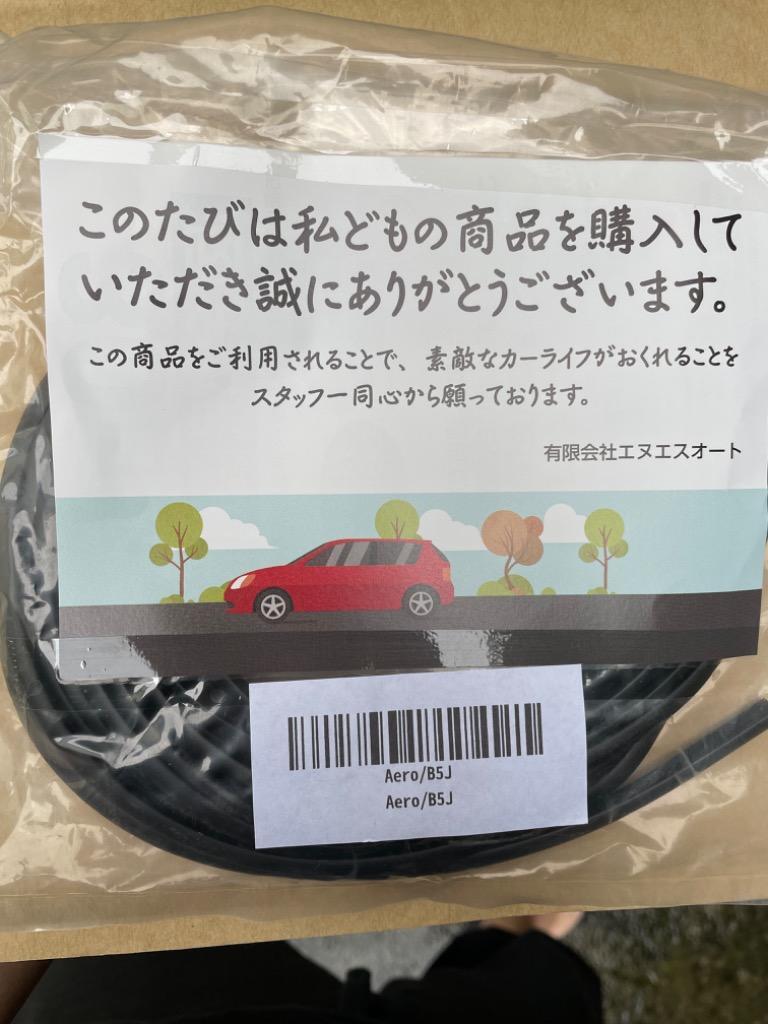 このたびは私どもの商品を購入して
いただき誠にありがとうございます。
この商品をご利用されることで、素敵なカーライフがおくれることを
スタッフ一同心から願っております。
有限会社エヌエスオート
Aero/B5J
Aero/B5J